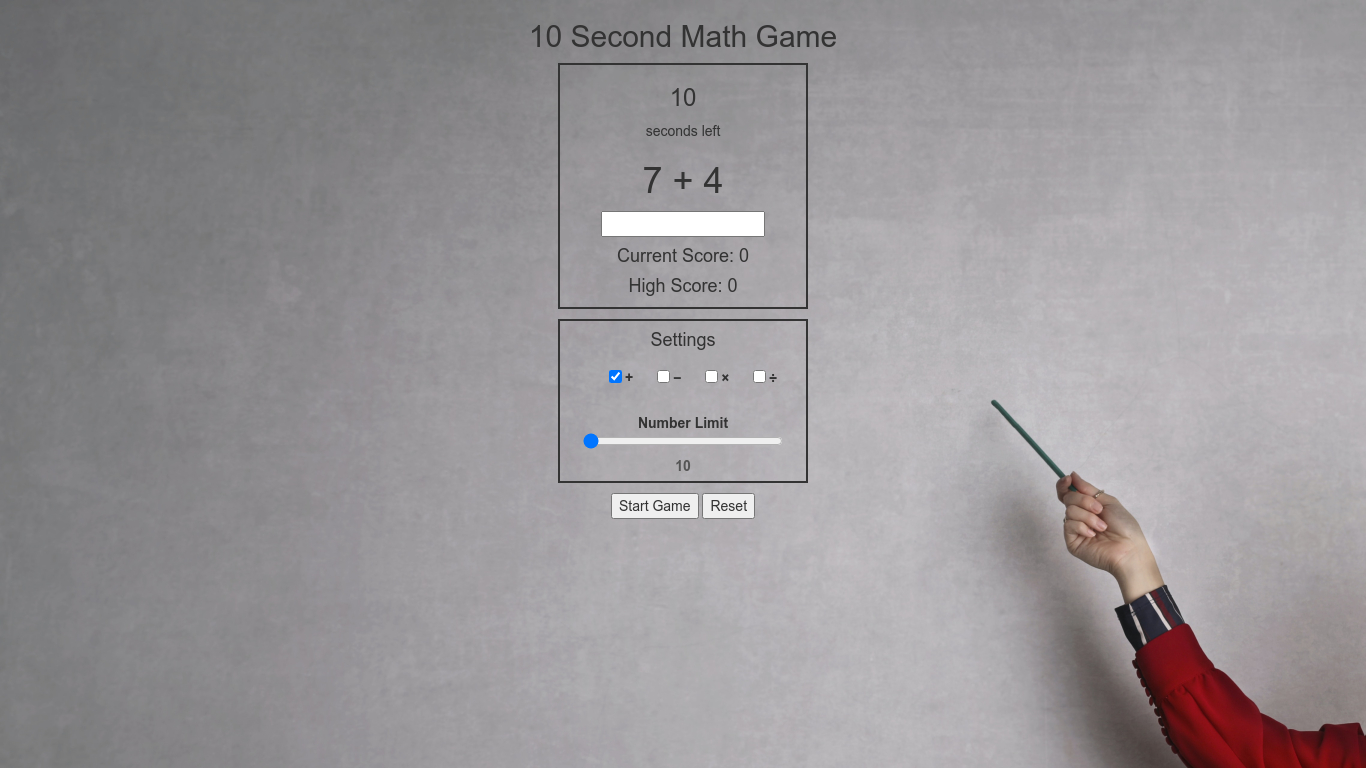 10 Second Math Game
10
seconds left
7 + 4
Current Score: 0
High Score: 0
Settings
+ − × ÷
Number Limit
10
Start Game Reset